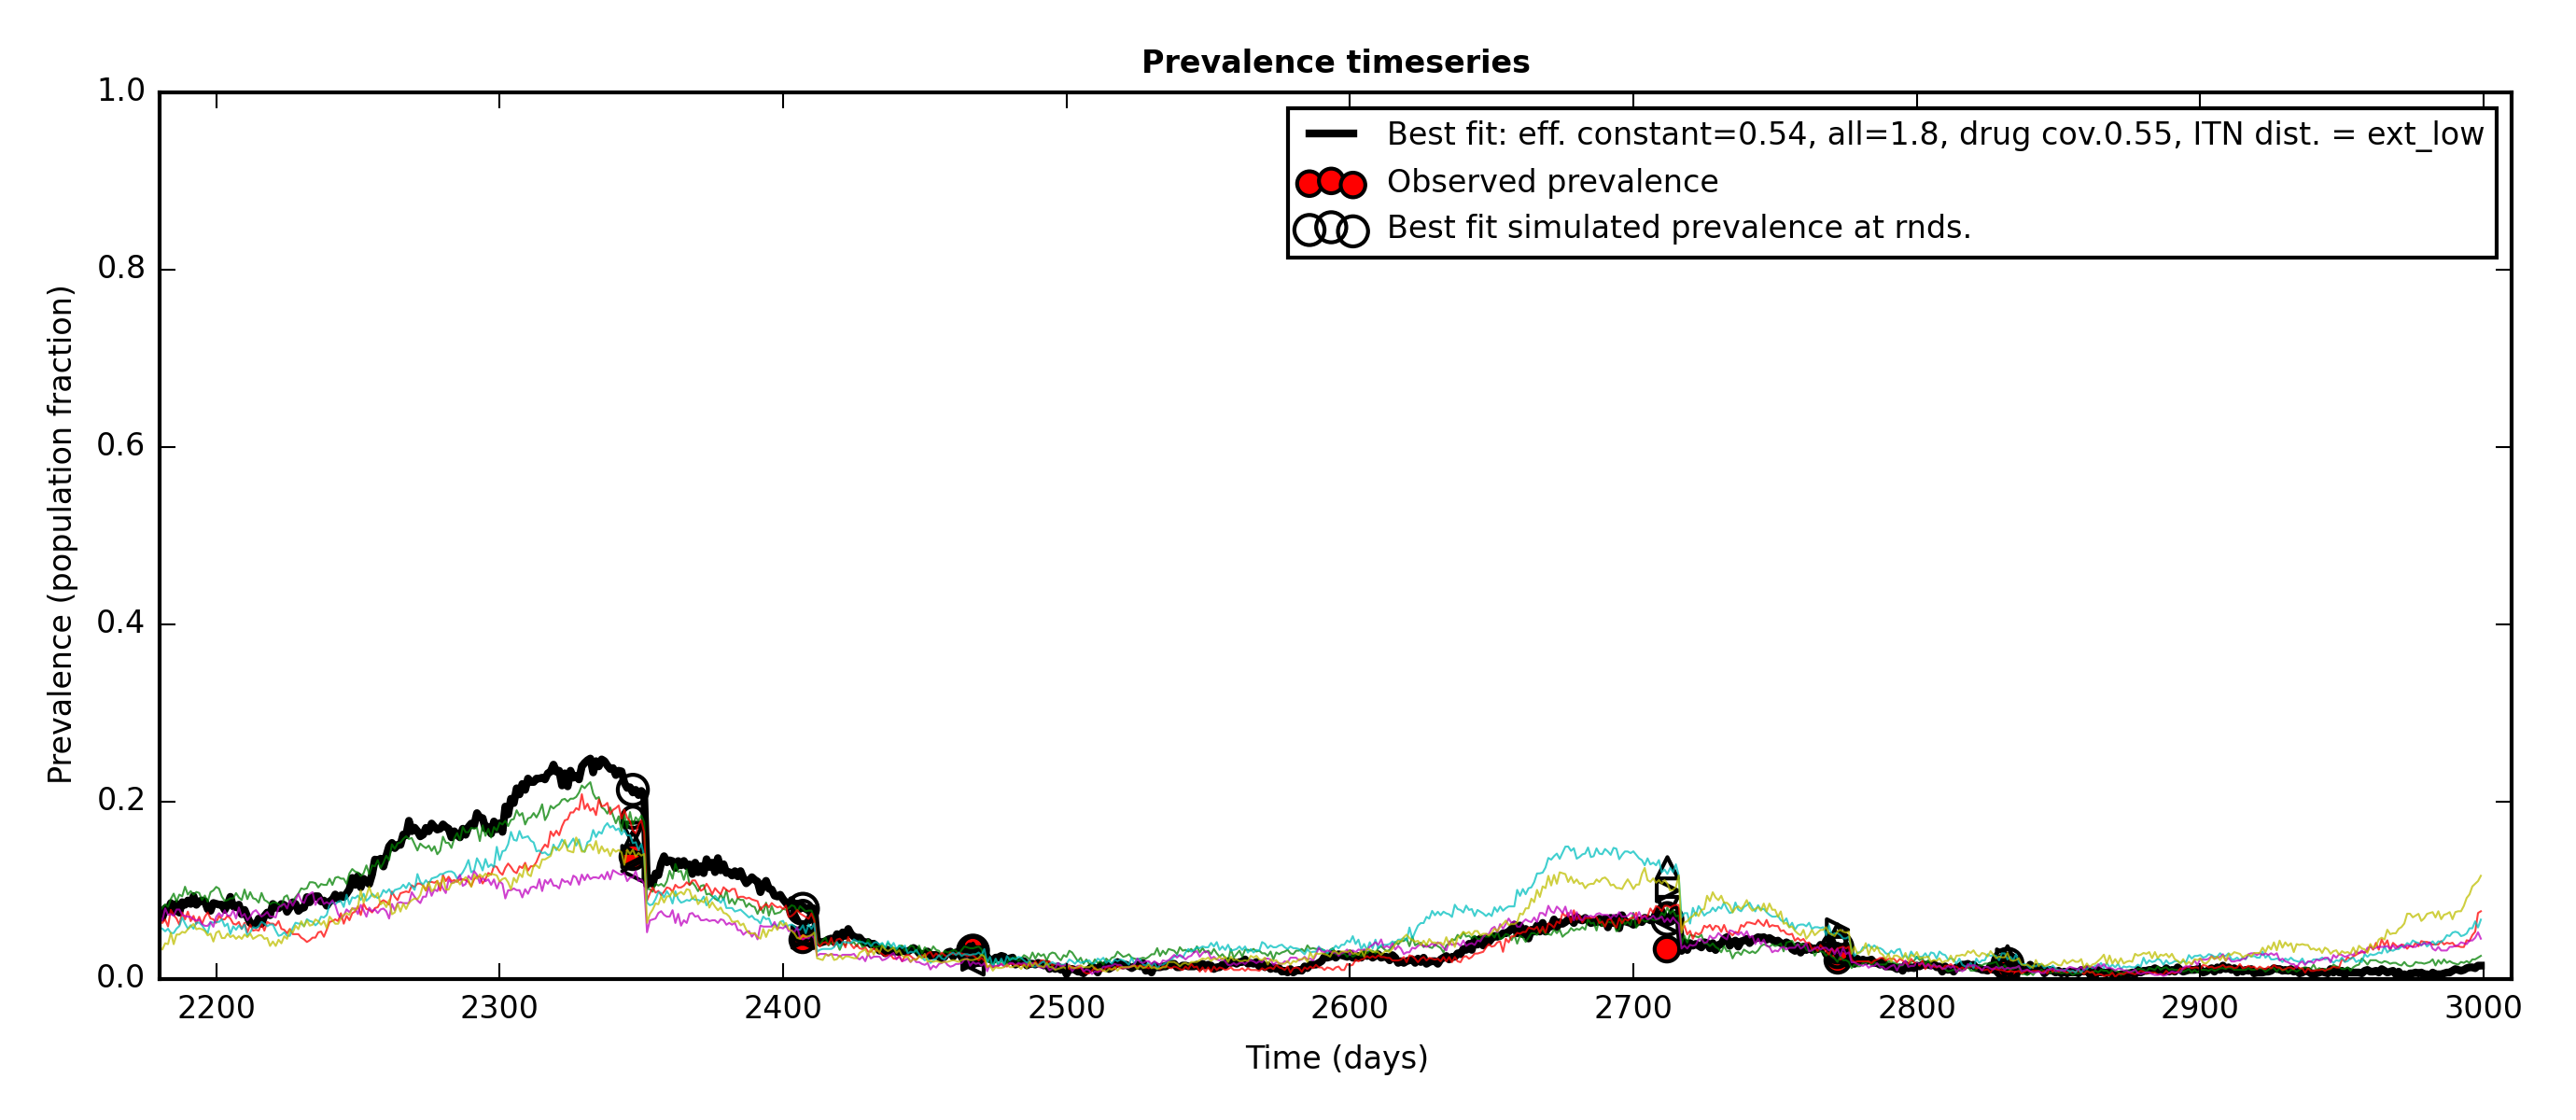 Prevalence timeseries
1.0
0.8
0.6
0.4
0.2
0.0
Prevalence (population fraction)
Best fit: eff. constant=0.54, all=1.8, drug cov.0.55, ITN dist. = ext_low
Observed prevalence
Best fit simulated prevalence at rnds.
2200 2300 2400 2500 2600 2700 2800 2900 3000
Time (days)